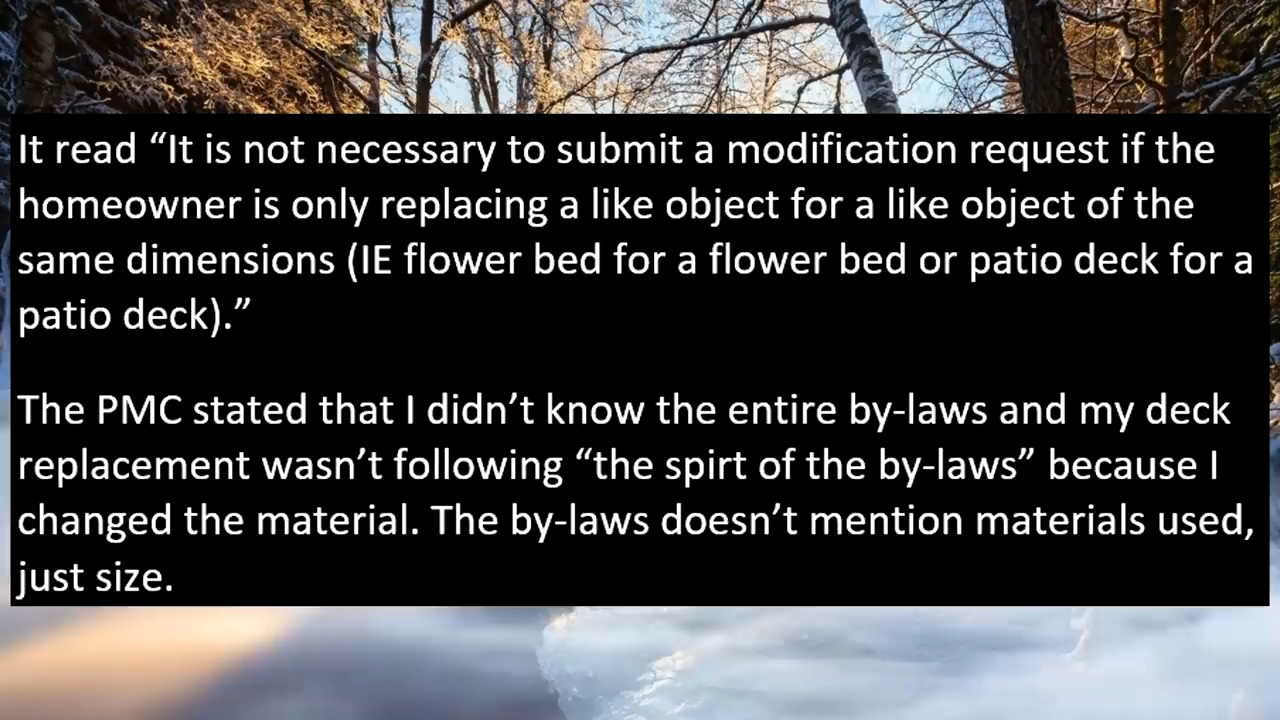 It read “It is not necessary to submit a modification request if the
homeowner is only replacing a like object for a like object of the
same dimensions (IE flower bed for a flower bed or patio deck for a
patio deck).”
The PMC stated that I didn’t know the entire by-laws and my deck
replacement wasn’t following “the spirt of the by-laws” because I
changed the material. The by-laws doesn’t mention materials used,
just size.